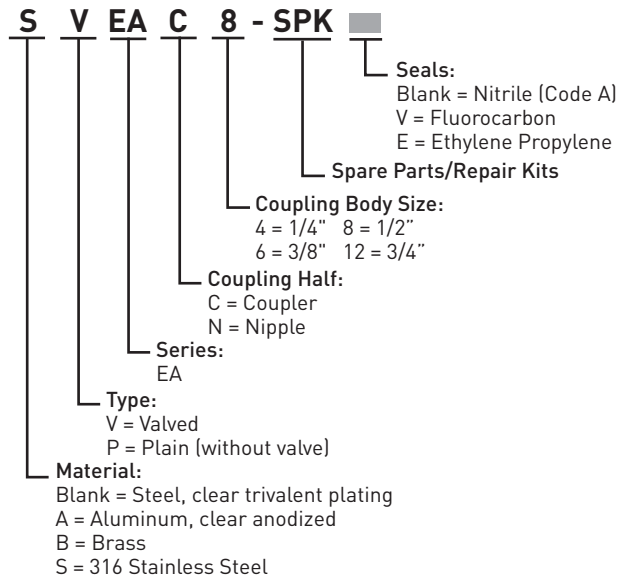 S V EA C 8 - SPK
Seals:
Blank = Nitrile (Code A)
V = Fluorocarbon
E = Ethylene Propylene
Spare Parts/Repair Kits
Coupling Body Size:
4 = 1/4" 8 = 1/2”
6 = 3/8" 12 = 3/4”
Coupling Half:
C = Coupler
N = Nipple
Series:
EA
Type:
V = Valved
P = Plain (without valve)
Material:
Blank = Steel, clear trivalent plating
A = Aluminum, clear anodized
B = Brass
S = 316 Stainless Steel